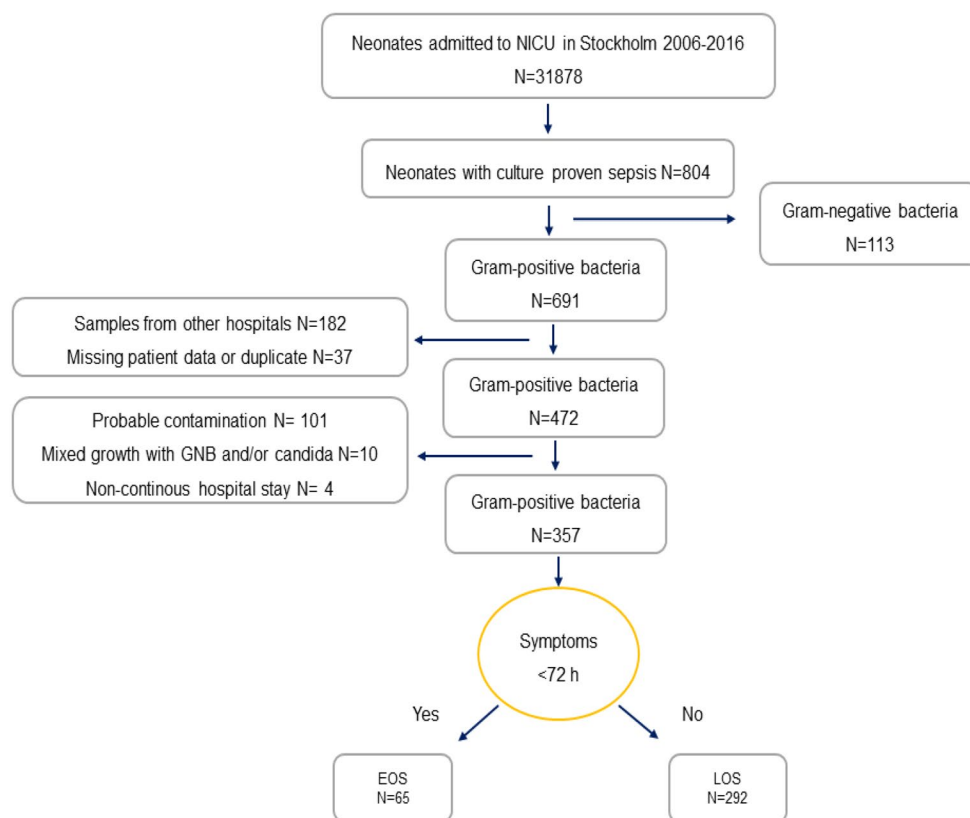 Neonates admitted to NICU in Stockholm 2006-2016
N=31878
Neonates with culture proven sepsis N=804
Gram-negative bacteria
N=113
Gram-positive bacteria
N=691
Samples from other hospitals N=182
Missing patient data or duplicate N=37
Gram-positive bacteria
N=472
Probable contamination N= 101
Mixed growth with GNB and/or candida N=10
Non-continous hospital stay N= 4
Gram-positive bacteria
N=357
Symptoms
<72 h
Yes
No
EOS
N=65
LOS
N=292